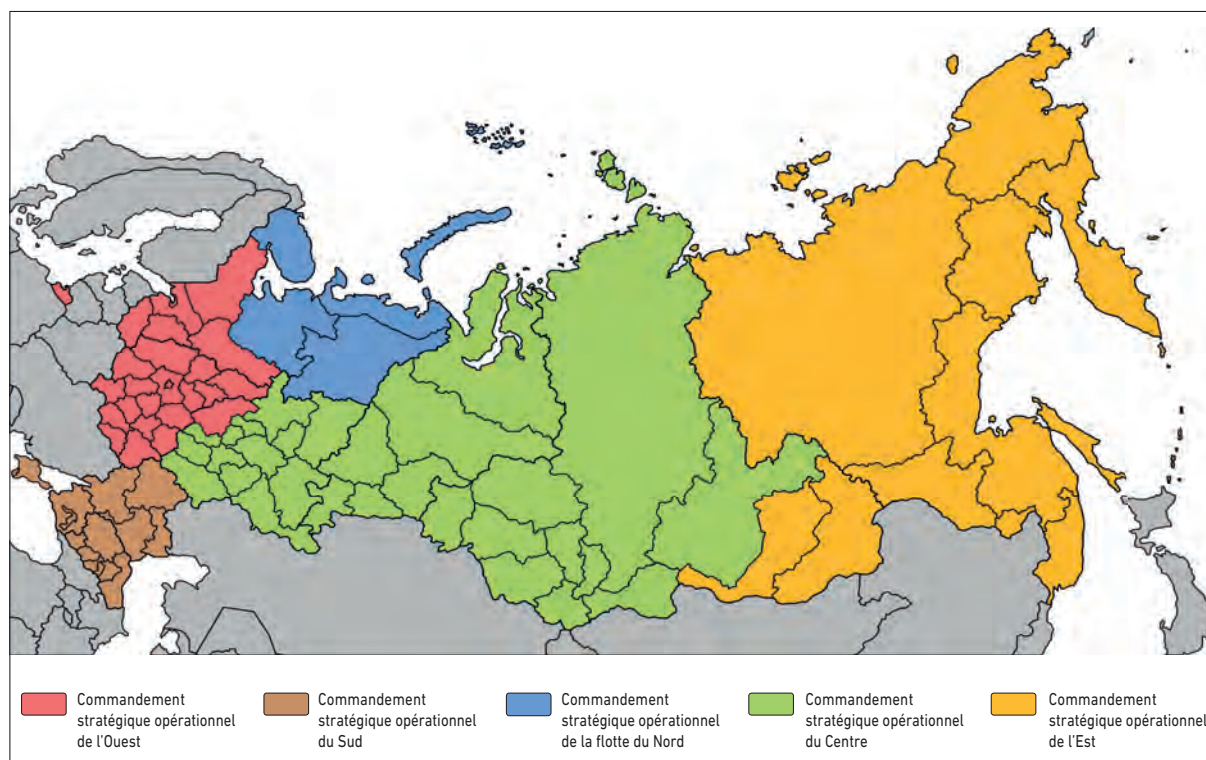 Commandement
stratégique opérationnel
de l’Ouest
Commandement
stratégique opérationnel
du Sud
Commandement
stratégique opérationnel
de la flotte du Nord
Commandement
stratégique opérationnel
du Centre
Commandement
stratégique opérationnel
de l’Est